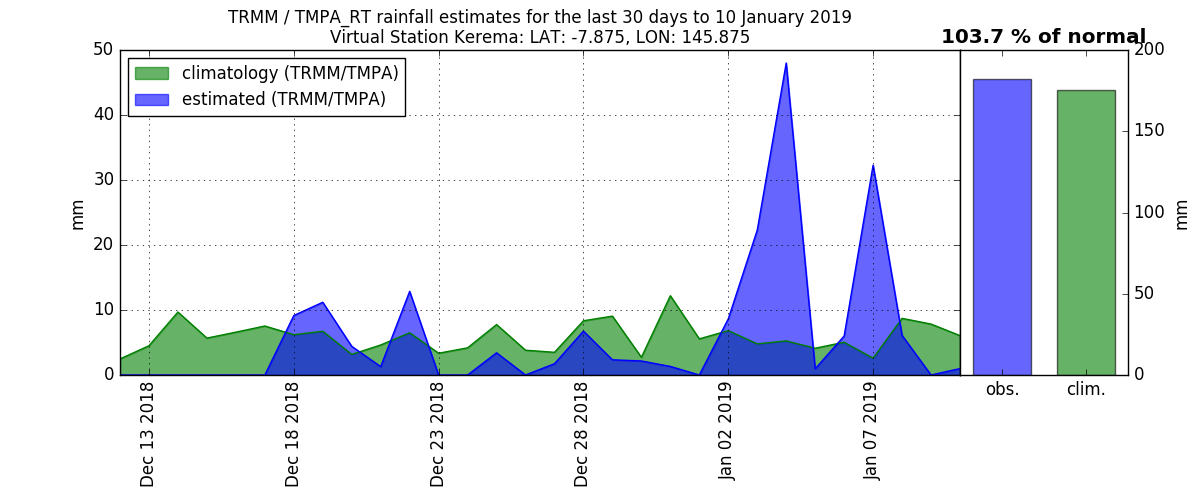 TRMM / TMPA_RT rainfall estimates for the last 30 days to 10 January 2019
Virtual Station Kerema: LAT: -7.875, LON: 145.875
103.7 % of normal
climatology (TRMM/TMPA)
estimated (TRMM/TMPA)
50
40
30
20
10
0
mm
200
150
100
50
0
mm
Dec 13 2018
Dec 18 2018
Dec 23 2018
Dec 28 2018
Jan 02 2019
Jan 07 2019
obs.
clim.